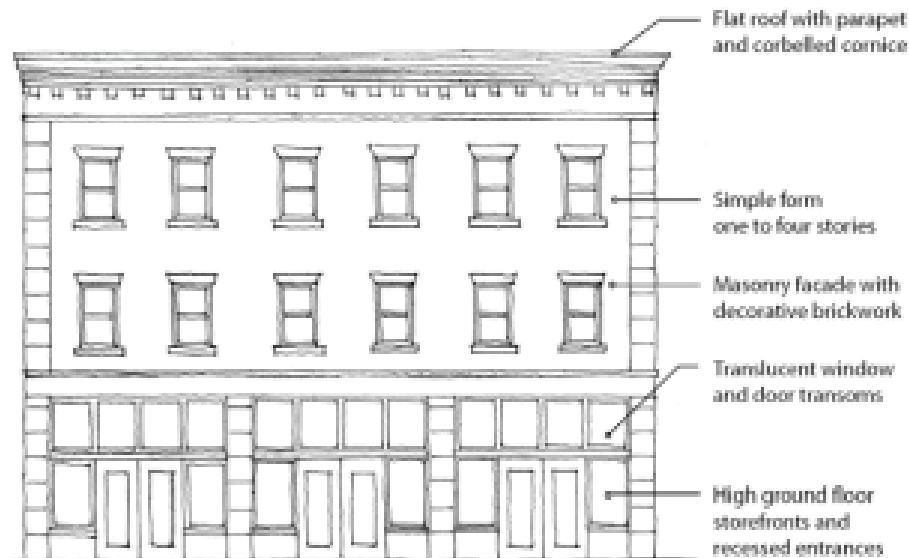 Flat roof with parapet
and corbelled cornice
Simple form
one to four stories
Masonry facade with
decorative brickwork
Translucent window
and door transoms
High ground floor
storefronts and
recessed entrances